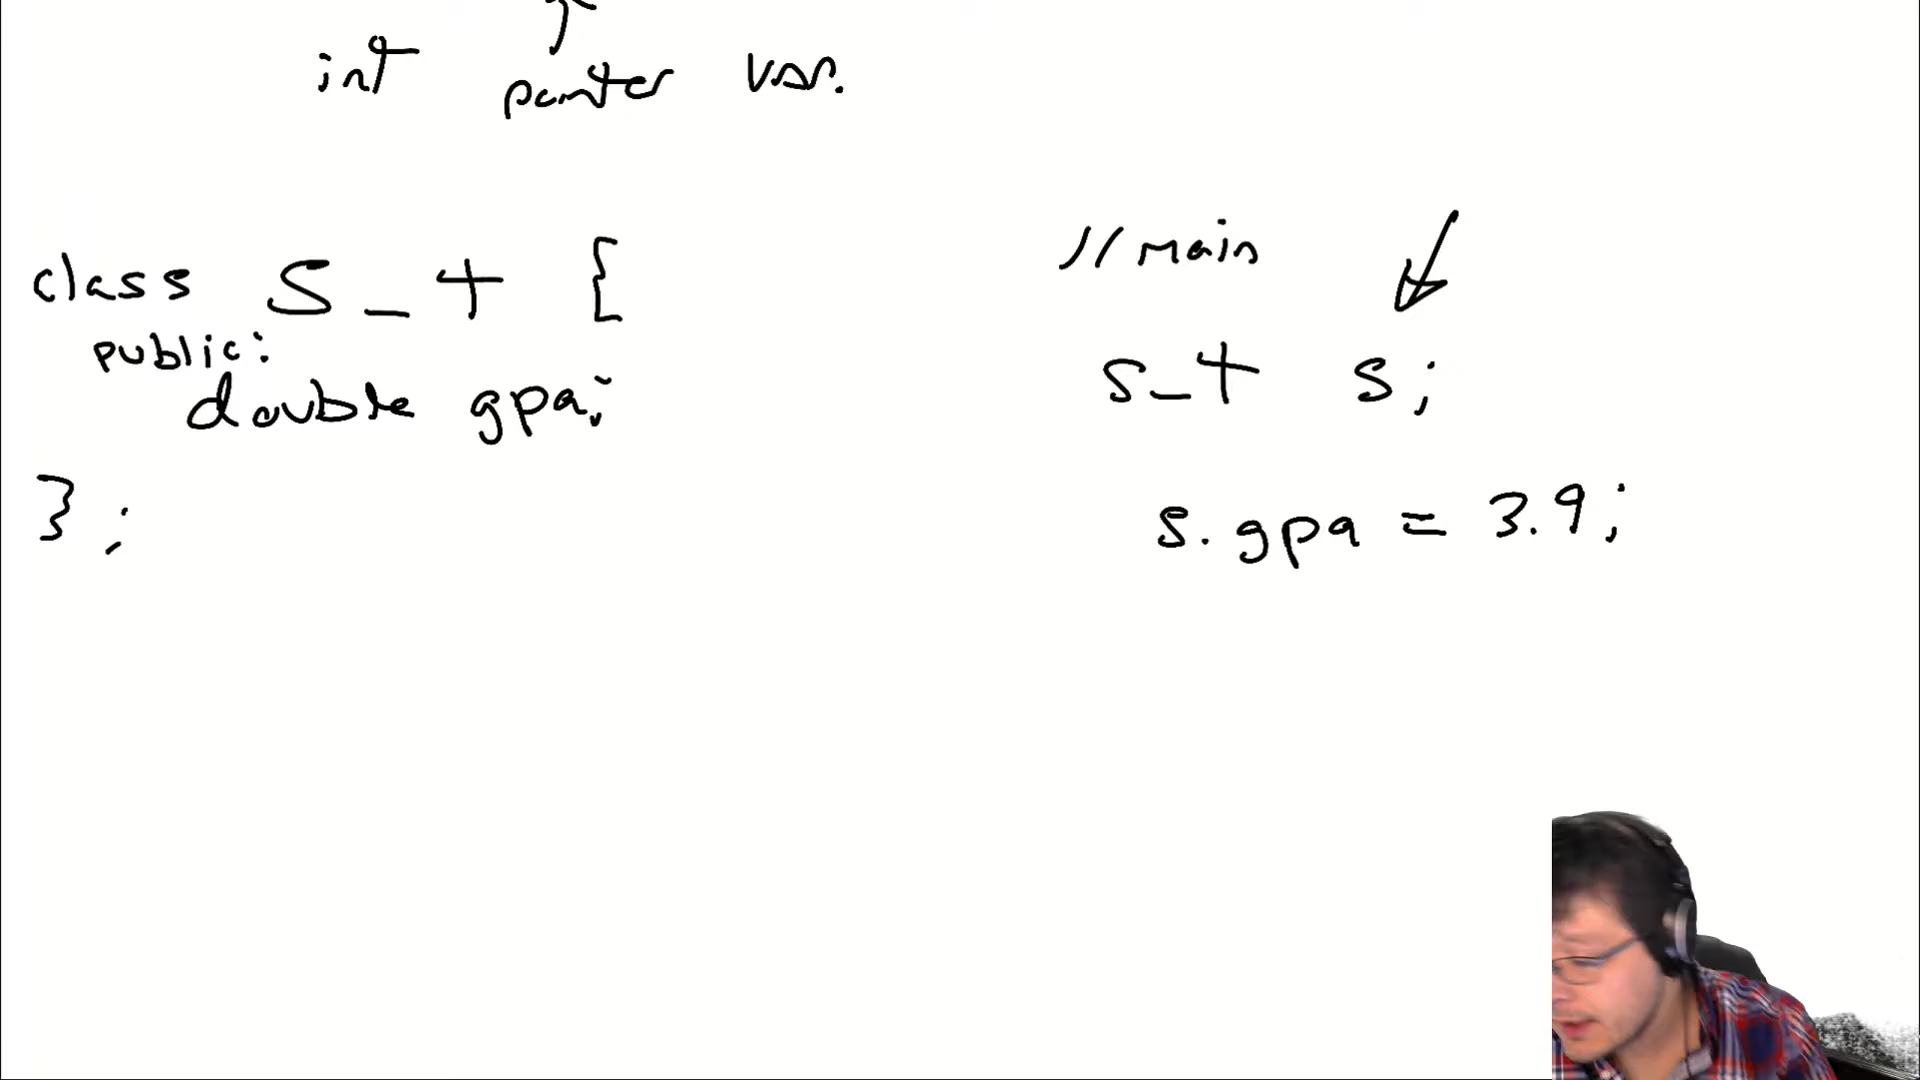 int pointer var.
class S_t {
public:
double gpa;
};
//main
s_t s;
s.gpa = 3.9;